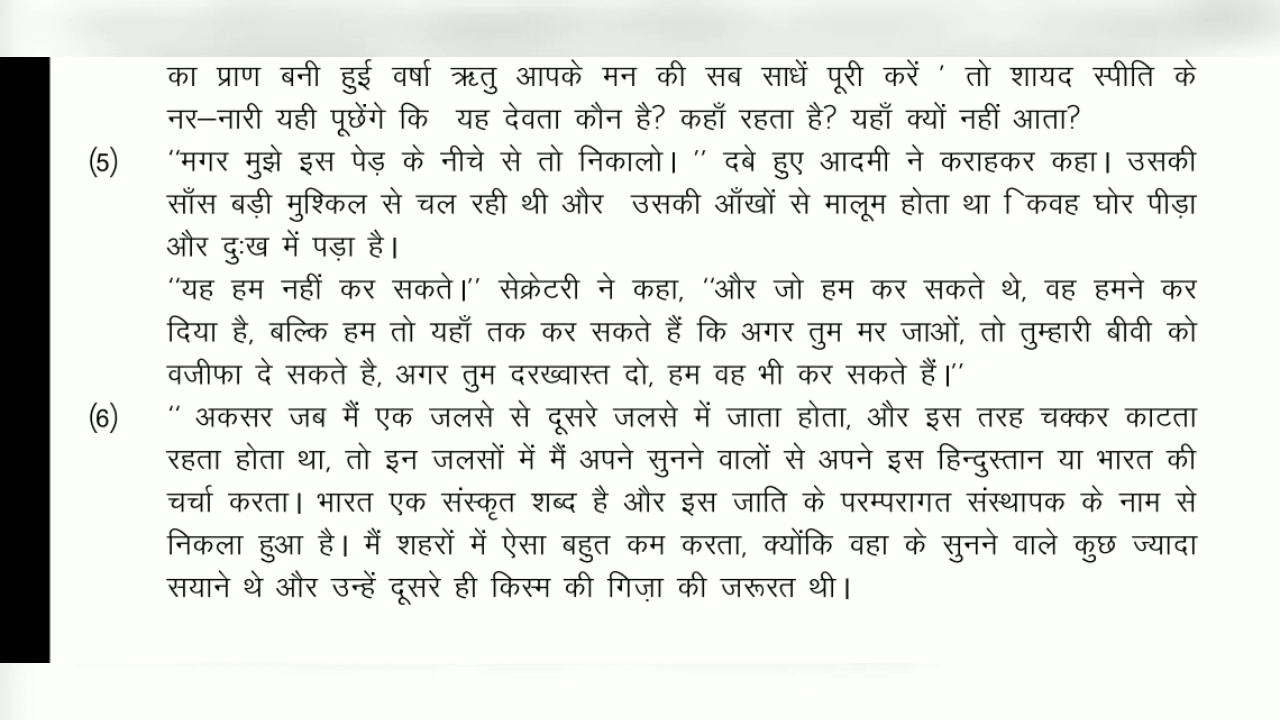 का प्राण बनी हुई वर्षा ऋतु आपके मन की सब साधें पूरी करें ’ तो शायद स्पीति के
नर–नारी यही पूछेंगे कि यह देवता कौन है? कहाँ रहता है? यहाँ क्यों नहीं आता?
(5) ‘‘मगर मुझे इस पेड़ के नीचे से तो निकालो। ’’ दबे हुए आदमी ने कराहकर कहा। उसकी
साँस बड़ी मुश्किल से चल रही थी और उसकी आँखों से मालूम होता था िकवह घोर पीड़ा
और दुःख में पड़ा है।
‘‘यह हम नहीं कर सकते।’’ सेक्रेटरी ने कहा, ‘‘और जो हम कर सकते थे, वह हमने कर
दिया है, बल्कि हम तो यहाँ तक कर सकते हैं कि अगर तुम मर जाओं, तो तुम्हारी बीवी को
वजीफा दे सकते है, अगर तुम दरख्वास्त दो, हम वह भी कर सकते हैं।’’
(6) ‘‘ अकसर जब मैं एक जलसे से दूसरे जलसे में जाता होता, और इस तरह चक्कर काटता
रहता होता था, तो इन जलसों में मैं अपने सुनने वालों से अपने इस हिन्दुस्तान या भारत की
चर्चा करता। भारत एक संस्कृत शब्द है और इस जाति के परम्परागत संस्थापक के नाम से
निकला हुआ है। मैं शहरों में ऐसा बहुत कम करता, क्योंकि वहा के सुनने वाले कुछ ज्यादा
सयाने थे और उन्हें दूसरे ही किस्म की गिज़ा की जरूरत थी।